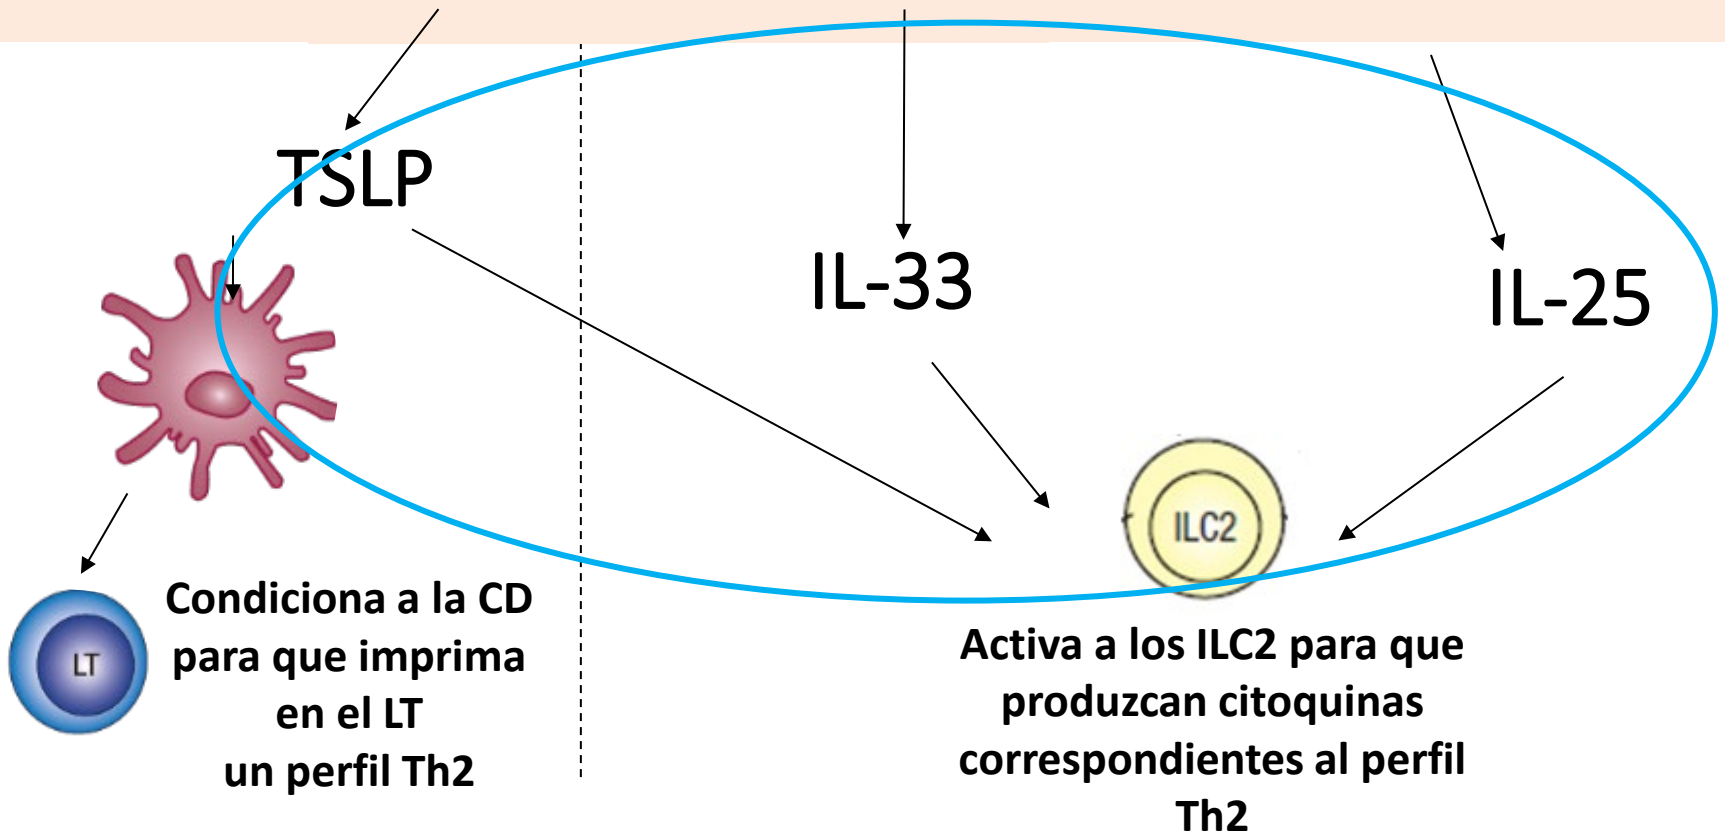 TSLP
IL-33
IL-25
ILC2
LT
Condiciona a la CD
para que imprima
en el LT
un perfil Th2
Activa a los ILC2 para que
produzcan citoquinas
correspondientes al perfil
Th2